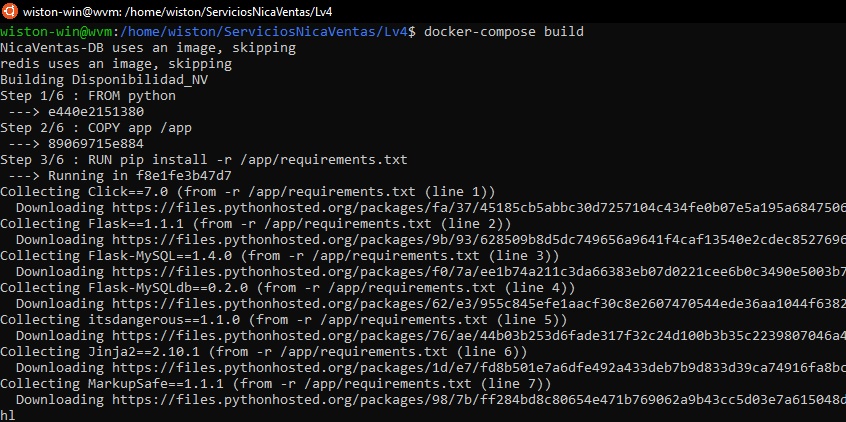 wiston-win@wvm: /home/wiston/ServiciosNicaVentas/Lv4
wiston-win@wvm:/home/wiston/ServiciosNicaVentas/Lv4$ docker-compose build
NicaVentas-DB uses an image, skipping
redis uses an image, skipping
Building Disponibilidad_NV
Step 1/6 : FROM python
 ---> e440e2151380
Step 2/6 : COPY app /app
 ---> 89069715e884
Step 3/6 : RUN pip install -r /app/requirements.txt
 ---> Running in f8e1fe3b47d7
Collecting Click==7.0 (from -r /app/requirements.txt (line 1))
  Downloading https://files.pythonhosted.org/packages/fa/37/45185cb5abbc30d7257104c434fe0b07e5a195a6847506
Collecting Flask==1.1.1 (from -r /app/requirements.txt (line 2))
  Downloading https://files.pythonhosted.org/packages/9b/93/628509b8d5dc749656a9641f4caf13540e2cdec8527696
Collecting Flask-MySQL==1.4.0 (from -r /app/requirements.txt (line 3))
  Downloading https://files.pythonhosted.org/packages/f0/7a/ee1b74a211c3da66383eb07d0221cee6b0c3490e5003b7
Collecting Flask-MySQLdb==0.2.0 (from -r /app/requirements.txt (line 4))
  Downloading https://files.pythonhosted.org/packages/62/e3/955c845efe1aacf30c8e2607470544ede36aa1044f6382
Collecting itsdangerous==1.1.0 (from -r /app/requirements.txt (line 5))
  Downloading https://files.pythonhosted.org/packages/76/ae/44b03b253d6fade317f32c24d100b3b35c2239807046a4
Collecting Jinja2==2.10.1 (from -r /app/requirements.txt (line 6))
  Downloading https://files.pythonhosted.org/packages/1d/e7/fd8b501e7a6dfe492a433deb7b9d833d39ca74916fa8bc
Collecting MarkupSafe==1.1.1 (from -r /app/requirements.txt (line 7))
  Downloading https://files.pythonhosted.org/packages/98/7b/ff284bd8c80654e471b769062a9b43cc5d03e7a615048d
hl